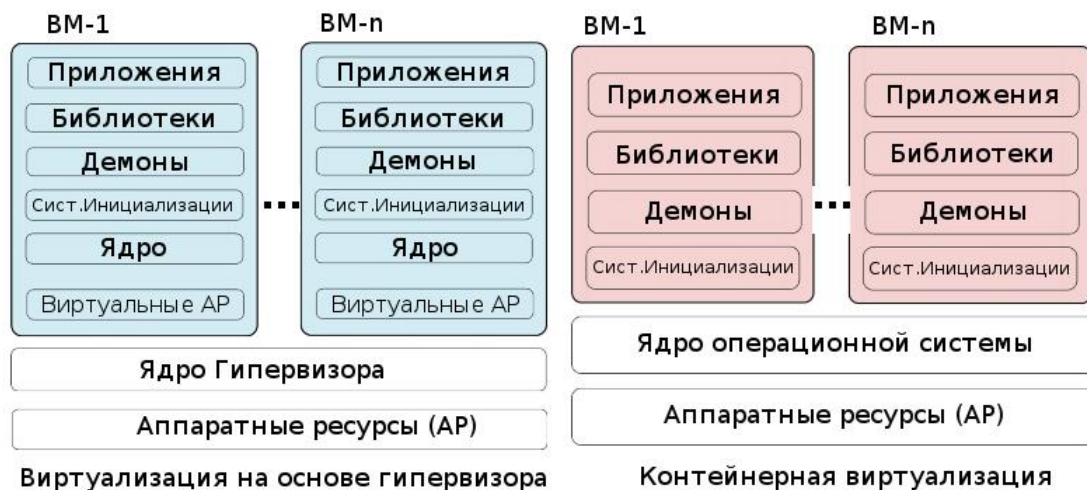 ВМ-1
Приложения
Библиотеки
Демоны
Сист.Инициализации
Ядро
Виртуальные АР
ВМ-n
Приложения
Библиотеки
Демоны
Сист.Инициализации
Ядро
Виртуальные АР
Ядро Гипервизора
Аппаратные ресурсы (АР)
Виртуализация на основе гипервизора
ВМ-1
Приложения
Библиотеки
Демоны
Сист.Инициализации
ВМ-n
Приложения
Библиотеки
Демоны
Сист.Инициализации
Ядро операционной системы
Аппаратные ресурсы (АР)
Контейнерная виртуализация